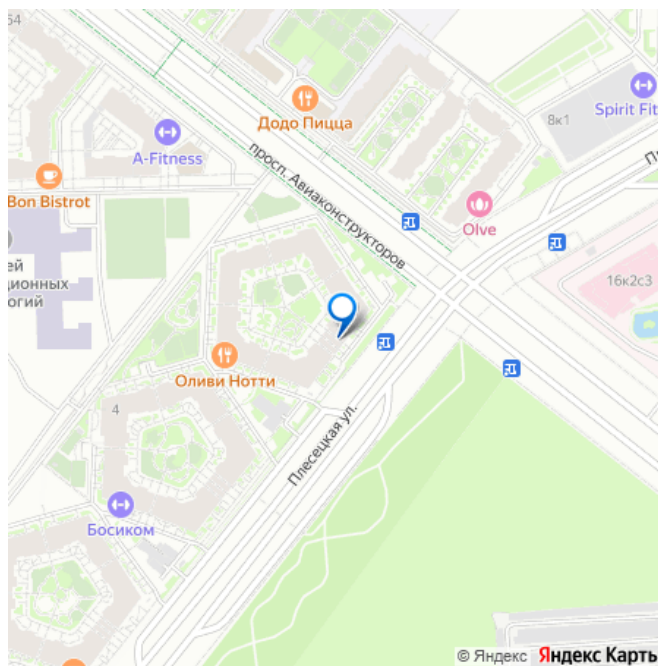 54
Додо Пицца
8к1
Spirit Fit
A-Fitness
просп. Авиаконструкторов
Bon Bistrot
Olve
ей
ционных
огий
16к2с3
Оливи Нотти
4
Плесецкая ул.
Босиком
© Яндекс Яндекс Карть